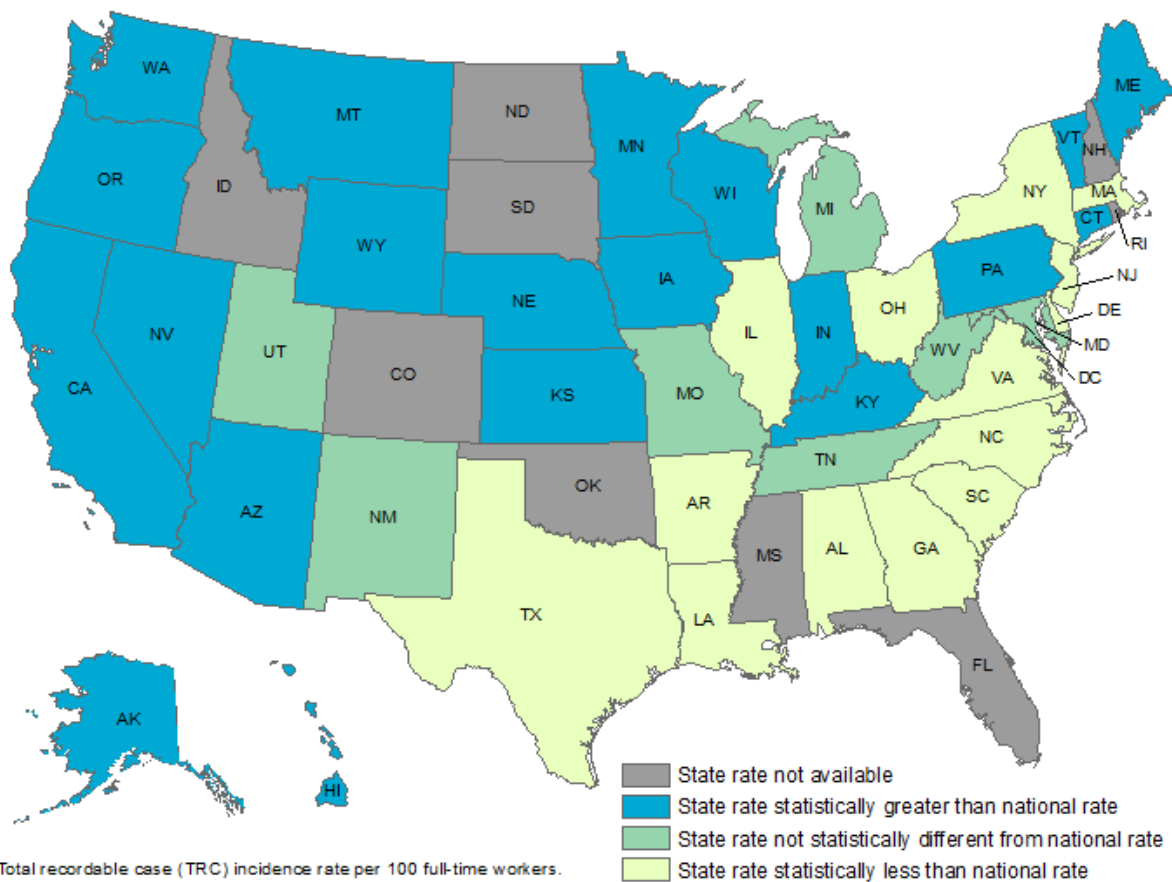 WA
MT
ND
MN
ME
VT
NH
OR
ID
SD
WI
MI
NY
MA
CT
RI
WY
IA
PA
NJ
NE
OH
DE
NV
IL
IN
MD
UT
CO
WV
DC
CA
KS
MO
KY
VA
NC
TN
OK
AZ
NM
AR
SC
MS
AL
GA
TX
LA
FL
AK
HI
State rate not available
State rate statistically greater than national rate
State rate not statistically different from national rate
State rate statistically less than national rate
Total recordable case (TRC) incidence rate per 100 full-time workers.